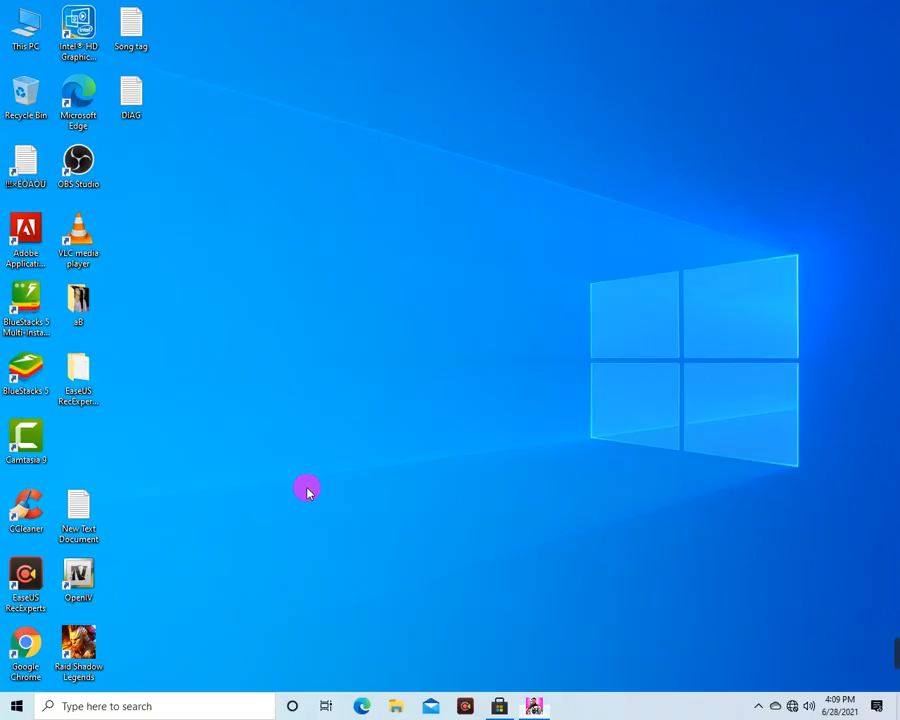 This PC
Intel® HD
Graphic...
Song tag
Recycle Bin
Microsoft
Edge
DIAG
OBS Studio
Adobe
Applicati...
VLC media
player
BlueStacks 5
Multi-Insta...
aB
BlueStacks 5
EaseUS
RecExper...
Camtasia 9
CCleaner
New Text
Document
EaseUS
RecExperts
OpenIV
Google
Chrome
Raid Shadow
Legends
Type here to search
4:09 PM
6/28/2021